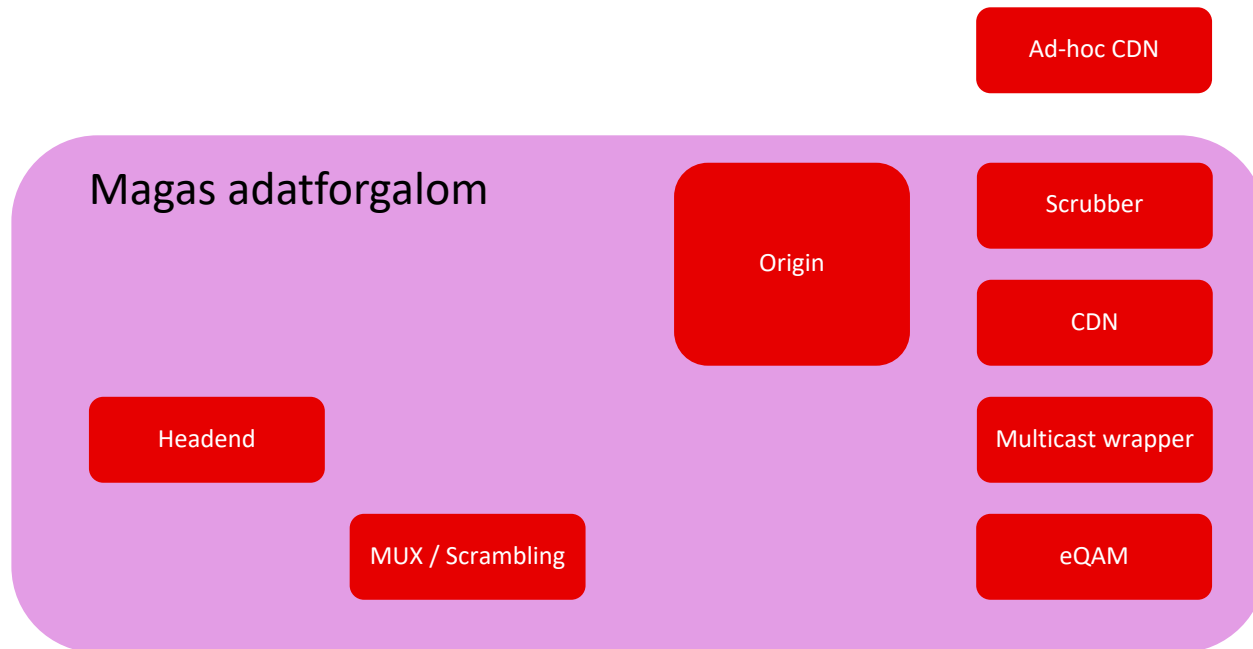 Ad-hoc CDN
Magas adatforgalom
Origin
Scrubber
CDN
Headend
Multicast wrapper
MUX / Scrambling
eQAM